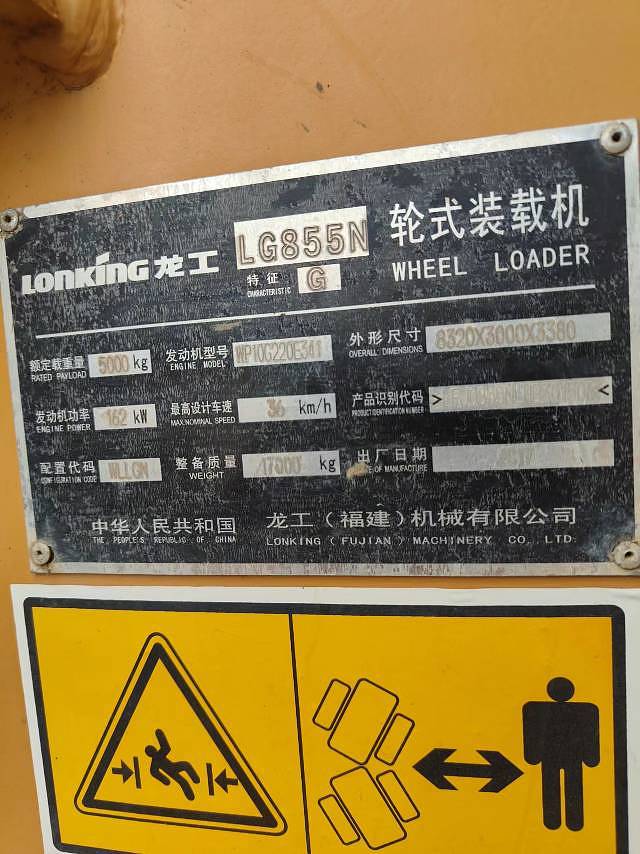 LONKING 龙工 LG855N 轮式装载机
特征 G WHEEL LOADER
CHARACTERISTIC
额定载重量 5000 kg 发动机型号 WP10G220E341 外形尺寸 8320X3000X3380
RATED PAYLOAD ENGINE MODEL OVERALL DIMENSIONS
发动机功率 162 kW 最高设计车速 36 km/h 产品识别代码 > <
ENGINE POWER MAX.NOMINAL SPEED PRODUCT IDENTIFICATION NUMBER
配置代码 WLLGN 整备质量 17000 kg 出厂日期
CONFIGURATION CODE WEIGHT DATE OF MANUFACTURE
中华人民共和国 龙工(福建)机械有限公司
THE PEOPLE'S REPUBLIC OF CHINA LONKING (FUJIAN) MACHINERY CO., LTD.